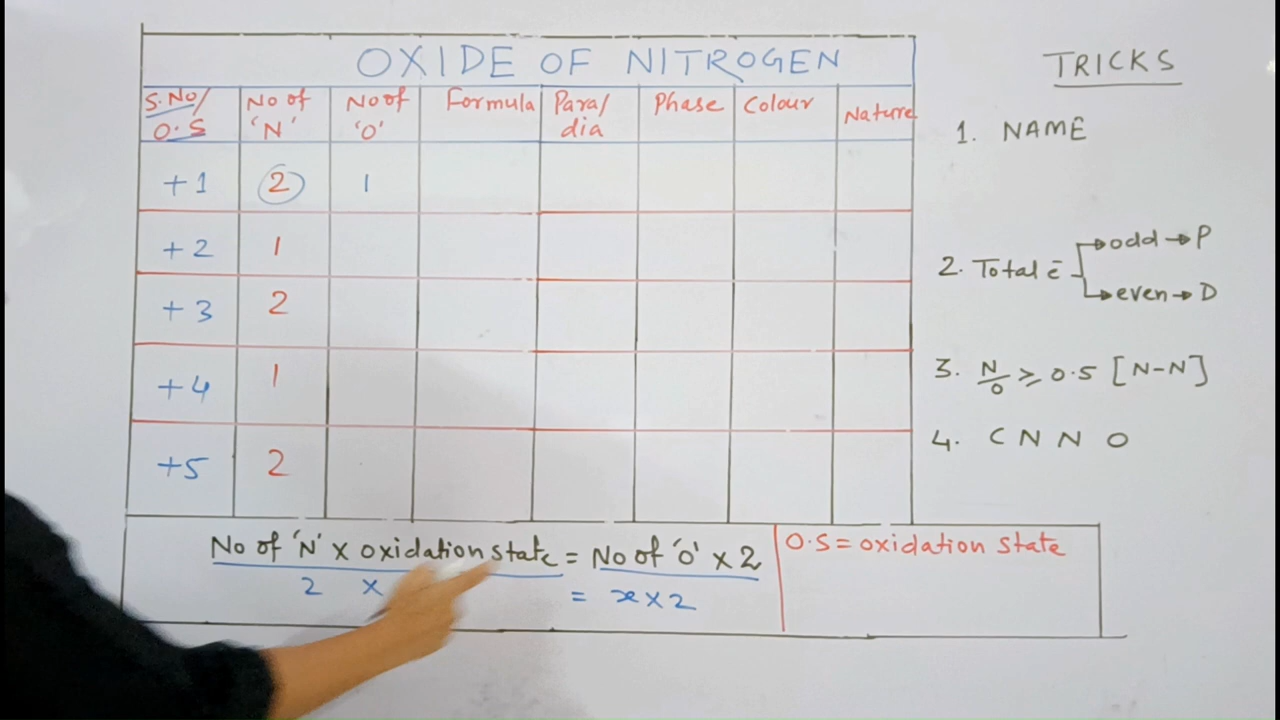 OXIDE OF NITROGEN
S.No/ O.S No of 'N' No of 'O' Formula Para/dia Phase Colour Nature
+1 2 1
+2 1
+3 2
+4 1
+5 2
No of 'N' x oxidation state = No of 'O' x 2
2 x = x x 2
O.S = oxidation state
TRICKS
1. NAME
2. Total ē odd → P
even → D
3. N/O ≥ 0.5 [N-N]
4. C N N O